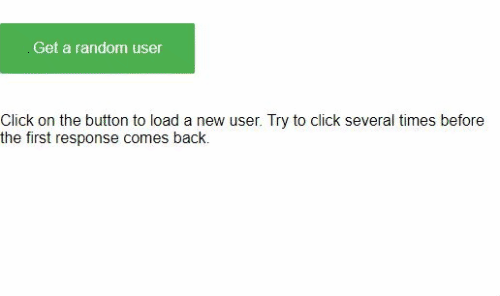 Get a random user
Click on the button to load a new user. Try to click several times before
the first response comes back.